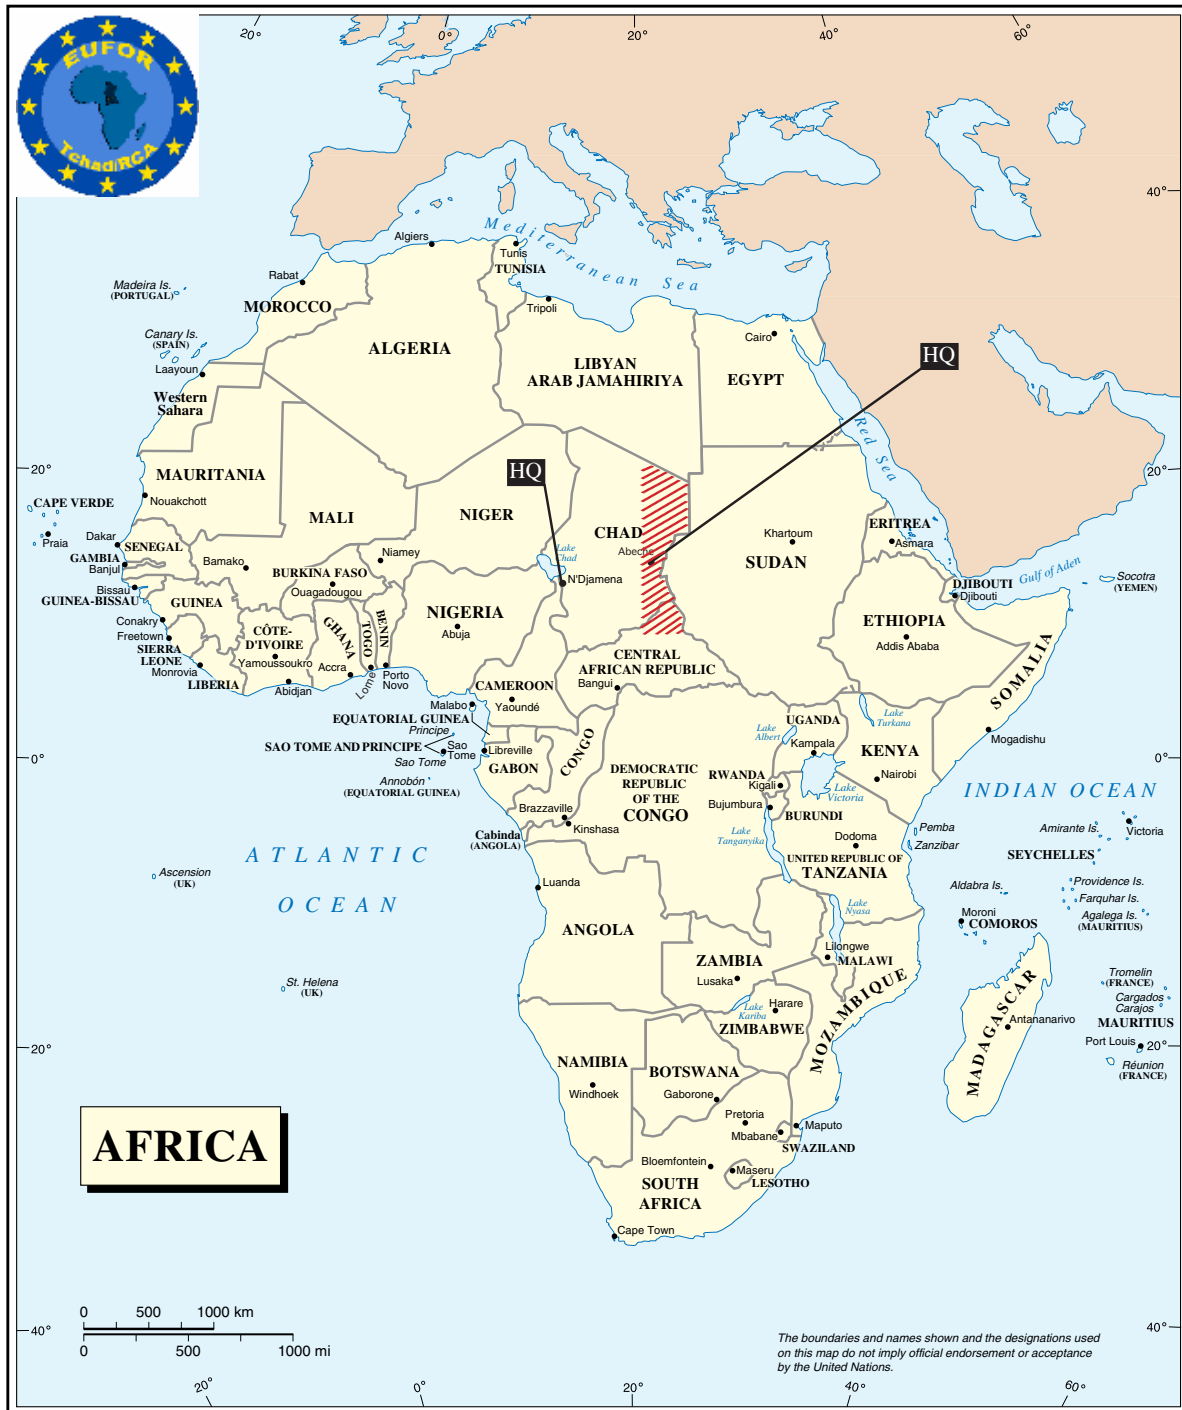 20°
0°
20°
40°
60°
EUFOR
Tchad/RCA
40°
40°
Mediterranean Sea
Algiers
Tunis
TUNISIA
Rabat
Madeira Is.
(PORTUGAL)
MOROCCO
Tripoli
Canary Is.
(SPAIN)
Laayoun
ALGERIA
LIBYAN
ARAB JAMAHIRIYA
Cairo
EGYPT
HQ
Western
Sahara
Red Sea
20°
20°
MAURITANIA
HQ
Nouakchott
CAPE VERDE
Praia
MALI
NIGER
CHAD
Abeche
Khartoum
SUDAN
ERITREA
Asmara
Dakar
SENEGAL
GAMBIA
Banjul
Bamako
Niamey
Lake
Chad
N'Djamena
BURKINA FASO
Ouagadougou
Bissau
GUINEA-BISSAU
GUINEA
NIGERIA
Abuja
DJIBOUTI
Djibouti
Gulf of Aden
Socotra
(YEMEN)
ETHIOPIA
Addis Ababa
Conakry
Freetown
SIERRA
LEONE
Monrovia
LIBERIA
CÔTE-
D'IVOIRE
Yamoussoukro
Abidjan
GHANA
Accra
TOGO
Lome
BENIN
Porto
Novo
CENTRAL
AFRICAN REPUBLIC
Bangui
CAMEROON
Yaoundé
SOMALIA
Mogadishu
Malabo
EQUATORIAL GUINEA
Principe
SAO TOME AND PRINCIPE
Sao
Tome
Sao Tome
Libreville
GABON
CONGO
Annobón
(EQUATORIAL GUINEA)
UGANDA
Lake
Albert
Kampala
Lake
Turkana
KENYA
Nairobi
0°
0°
DEMOCRATIC
REPUBLIC
OF THE
CONGO
RWANDA
Kigali
Bujumbura
BURUNDI
Lake
Victoria
INDIAN OCEAN
Brazzaville
Kinshasa
Cabinda
(ANGOLA)
Lake
Tanganyika
Dodoma
UNITED REPUBLIC OF
TANZANIA
Pemba
Zanzibar
Amirante Is.
Victoria
SEYCHELLES
ATLANTIC
OCEAN
Ascension
(UK)
Luanda
Aldabra Is.
Providence Is.
Farquhar Is.
Agalega Is.
(MAURITIUS)
Lake
Nyasa
Moroni
COMOROS
ANGOLA
ZAMBIA
Lusaka
Lilongwe
MALAWI
St. Helena
(UK)
Lake
Kariba
Harare
ZIMBABWE
MOZAMBIQUE
MADAGASCAR
Antananarivo
Tromelin
(FRANCE)
Cargados
Carajos
MAURITIUS
Port Louis
Réunion
(FRANCE)
20°
20°
NAMIBIA
Windhoek
BOTSWANA
Gaborone
Pretoria
Mbabane
Maputo
SWAZILAND
AFRICA
Bloemfontein
Maseru
LESOTHO
SOUTH
AFRICA
Cape Town
0 500 1000 km
0 500 1000 mi
40°
40°
The boundaries and names shown and the designations used
on this map do not imply official endorsement or acceptance
by the United Nations.
20°
0°
20°
40°
60°